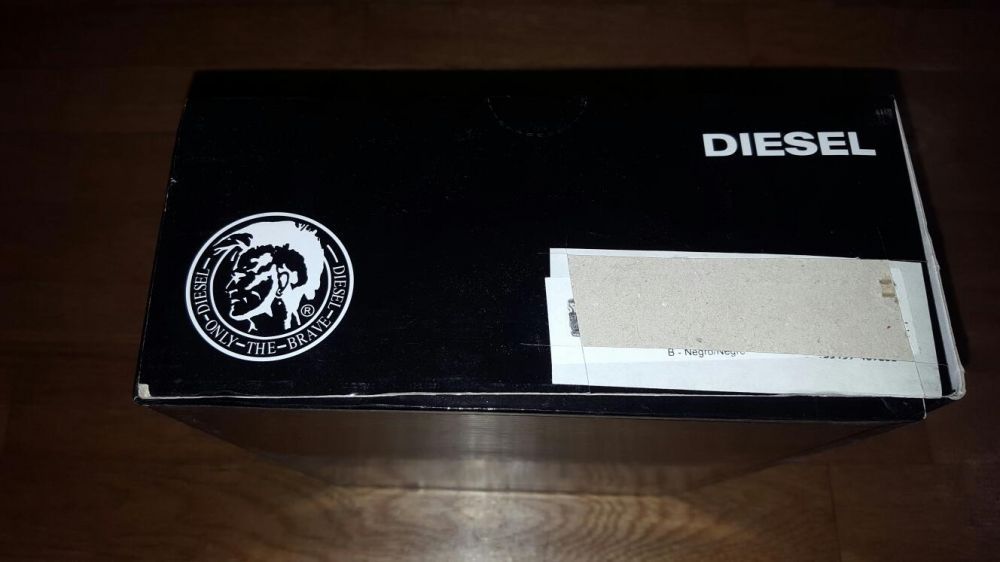 DIESEL
DIESEL-ONLY-THE-BRAVE-DIESEL
®
B - Negro/Negro